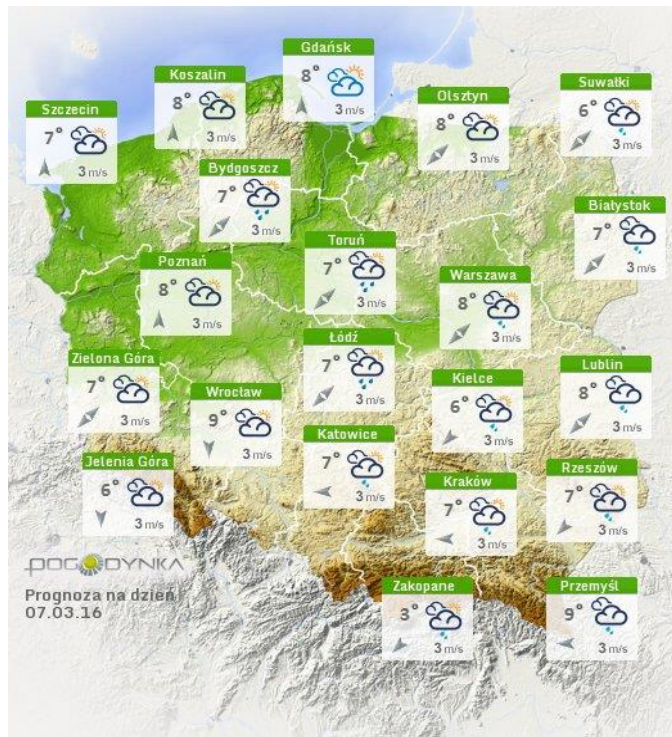 Gdańsk
8°
3 m/s
Koszalin
8°
3 m/s
Suwałki
6°
3 m/s
Olsztyn
8°
3 m/s
Szczecin
7°
3 m/s
Bydgoszcz
7°
3 m/s
Białystok
7°
3 m/s
Toruń
7°
3 m/s
Poznań
8°
3 m/s
Warszawa
8°
3 m/s
Łódź
7°
3 m/s
Zielona Góra
7°
3 m/s
Lublin
8°
3 m/s
Kielce
6°
3 m/s
Wrocław
9°
3 m/s
Katowice
7°
3 m/s
Jelenia Góra
6°
3 m/s
Rzeszów
7°
3 m/s
Kraków
7°
3 m/s
POGODYNKA
Prognoza na dzień
07.03.16
Zakopane
3°
3 m/s
Przemyśl
9°
3 m/s